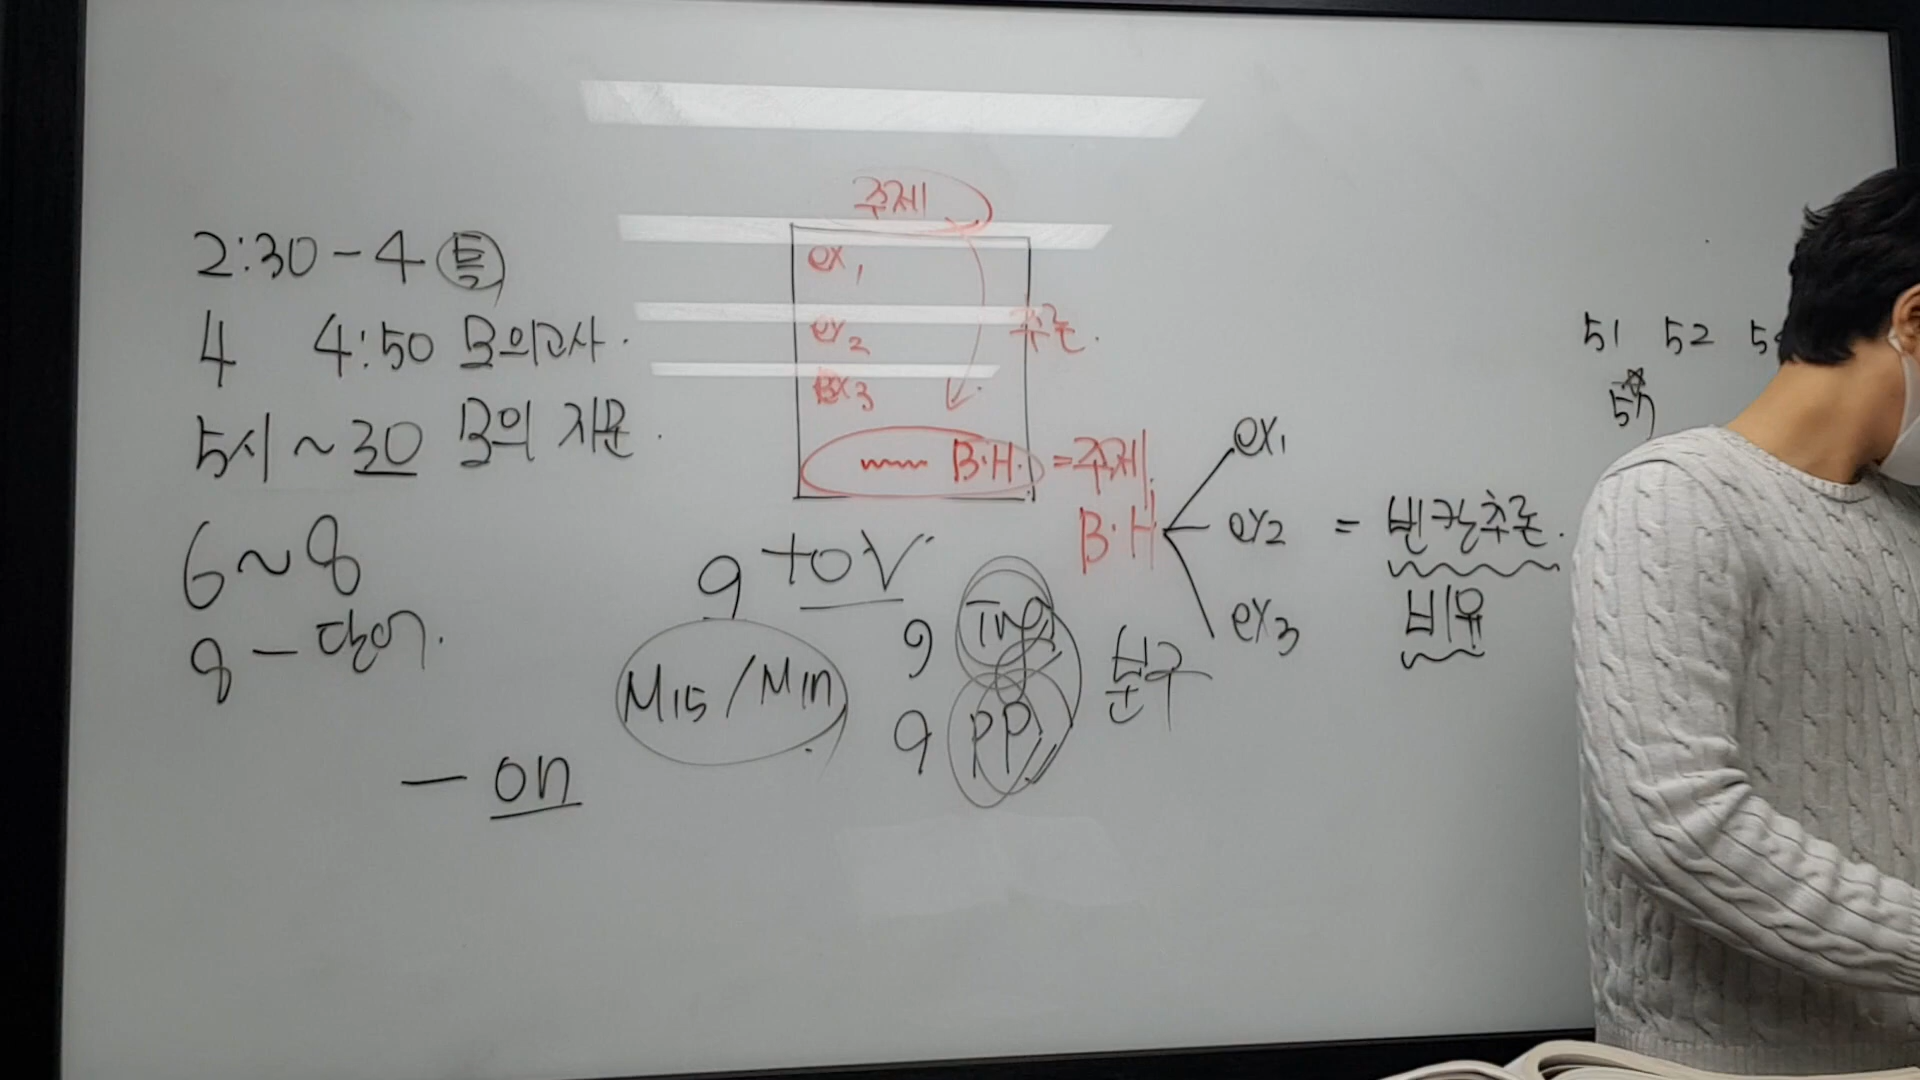 2:30 - 4 특
4 4:50 모의고사.
5시 ~ 30 모의 지문.
6 ~ 8
8 - 단어.
- on
주제
ex1
ex2
ex3
추론.
B.H. = 주제
B.H
ex1
ex2 = 빈칸추론.
ex3
비유
9 to V
M15 / Min
9 Ing
9 PP
분구
51 52
57